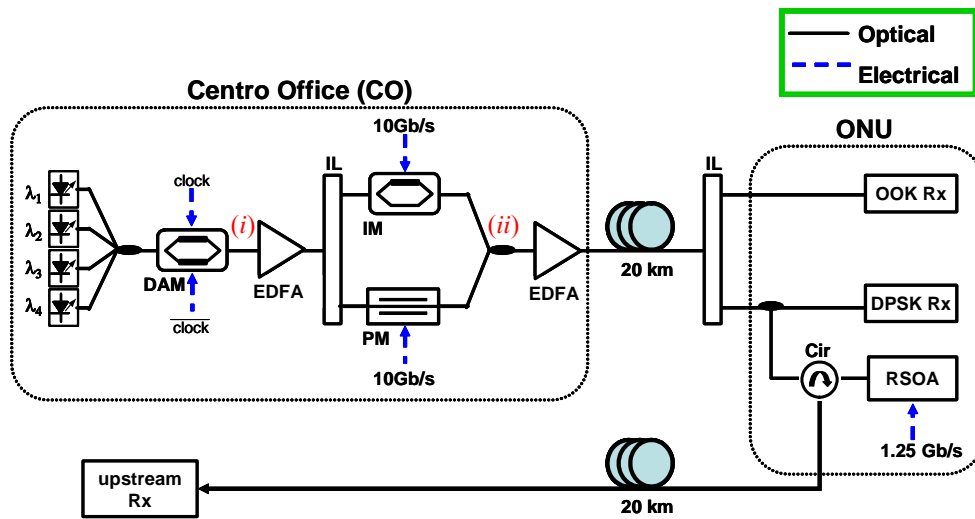 Optical
Electrical
Centro Office (CO)
ONU
10Gb/s
IL
IL
λ1
λ2
λ3
λ4
clock
(i)
IM
(ii)
OOK Rx
DAM
EDFA
EDFA
20 km
clock
PM
DPSK Rx
10Gb/s
Cir
RSOA
1.25 Gb/s
upstream
Rx
20 km